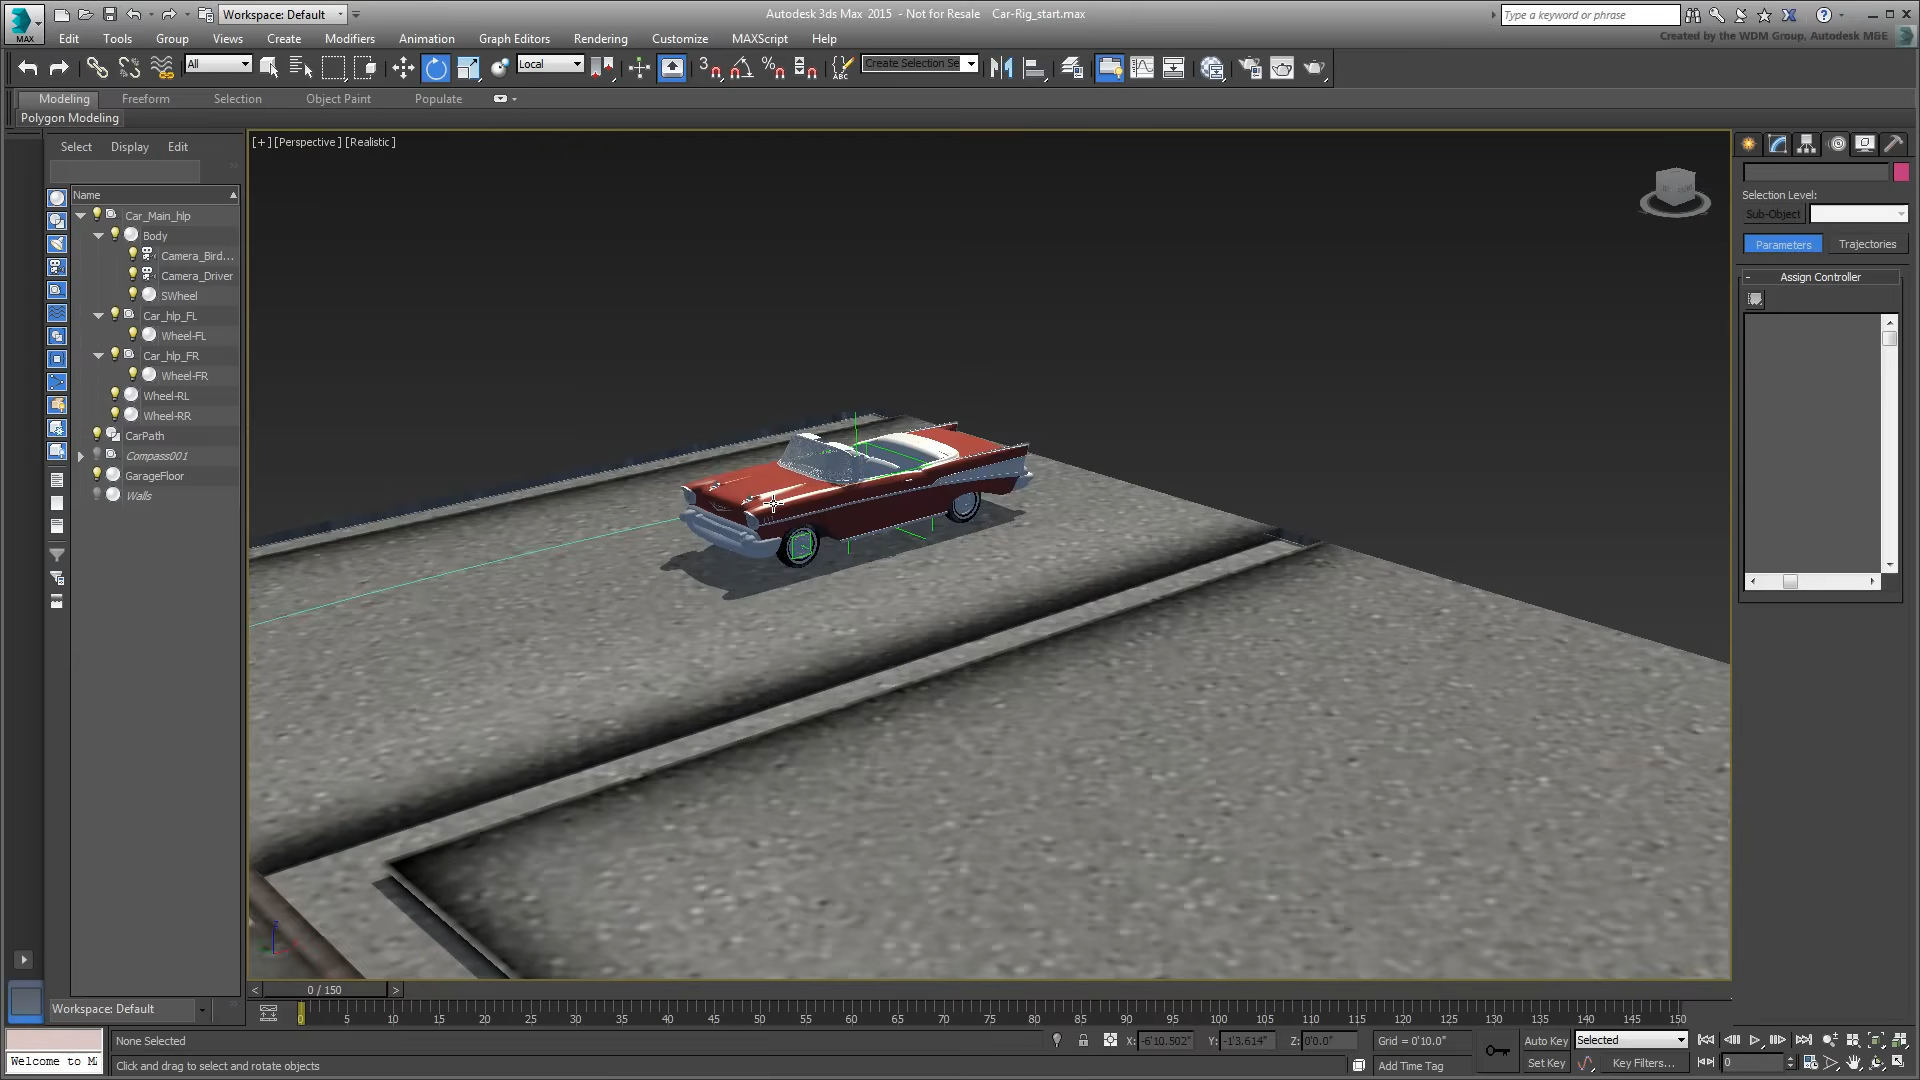 Workspace: Default
Autodesk 3ds Max 2015 - Not for Resale Car-Rig_start.max
Type a keyword or phrase
MAX
Edit Tools Group Views Create Modifiers Animation Graph Editors Rendering Customize MAXScript Help
Created by the WDM Group, Autodesk M&E
All
Local
Create Selection Se
Modeling Freeform Selection Object Paint Populate
Polygon Modeling
Select Display Edit
[+] [Perspective] [Realistic]
Name
Car_Main_hlp
Body
Camera_Bird...
Camera_Driver
SWheel
Car_hlp_FL
Wheel-FL
Car_hlp_FR
Wheel-FR
Wheel-RL
Wheel-RR
CarPath
Compass001
GarageFloor
Walls
Selection Level:
Sub-Object
Parameters Trajectories
- Assign Controller
< 0 / 150 >
Workspace: Default
0 5 10 15 20 25 30 35 40 45 50 55 60 65 70 75 80 85 90 95 100 105 110 115 120 125 130 135 140 145 150
None Selected
X: -6'10.502" Y: -1'3.614" Z: 0'0.0" Grid = 0'10.0"
Auto Key Selected
Welcome to M
Click and drag to select and rotate objects
Add Time Tag
Set Key Key Filters... 0